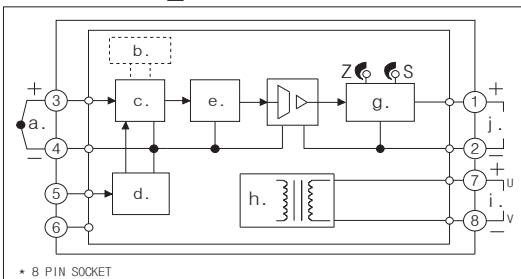 b.
Z S
+ 3 c. e. g. 1 +
a. j.
- 4 2 -
+
5 d. h. 7 U
i.
6 8 V
-
* 8 PIN SOCKET